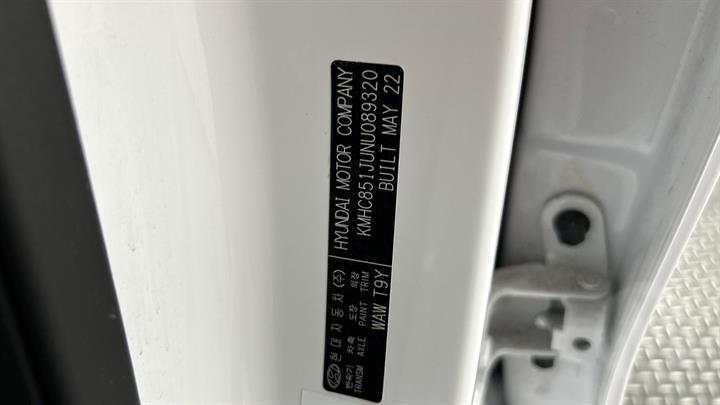 현대자동차(주) HYUNDAI MOTOR COMPANY
변속기 차축 도장 의장 KMHC851JUNU089320
TRANSM AXLE PAINT TRIM BUILT MAY 22
WAW T9Y